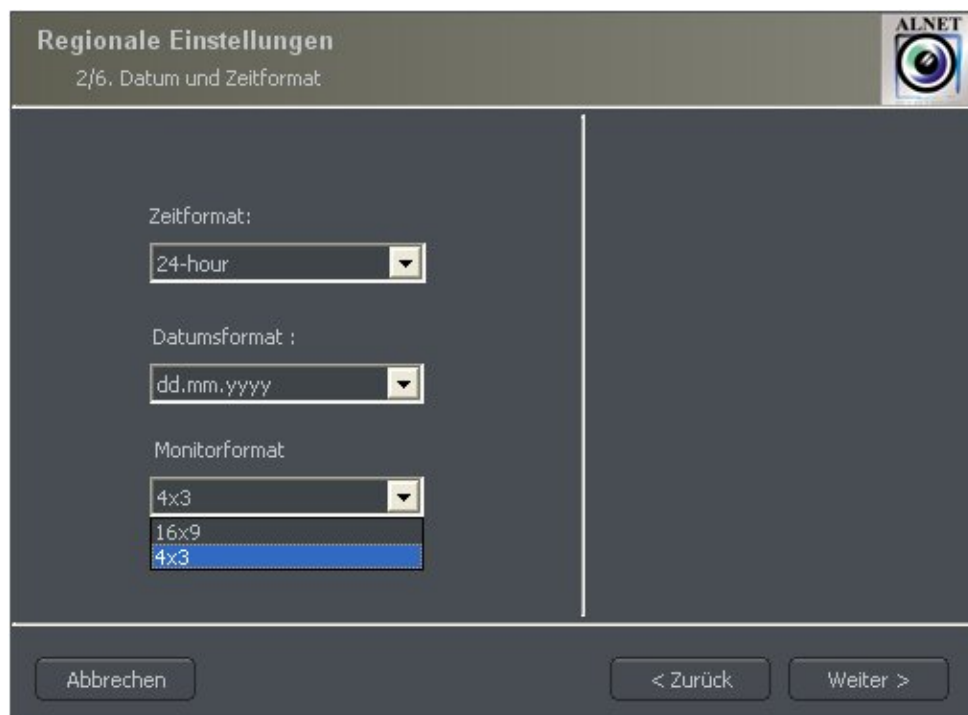 Regionale Einstellungen
2/6. Datum und Zeitformat
ALNET
Zeitformat:
24-hour
Datumsformat :
dd.mm.yyyy
Monitorformat
4x3
16x9
4x3
Abbrechen
< Zurück
Weiter >